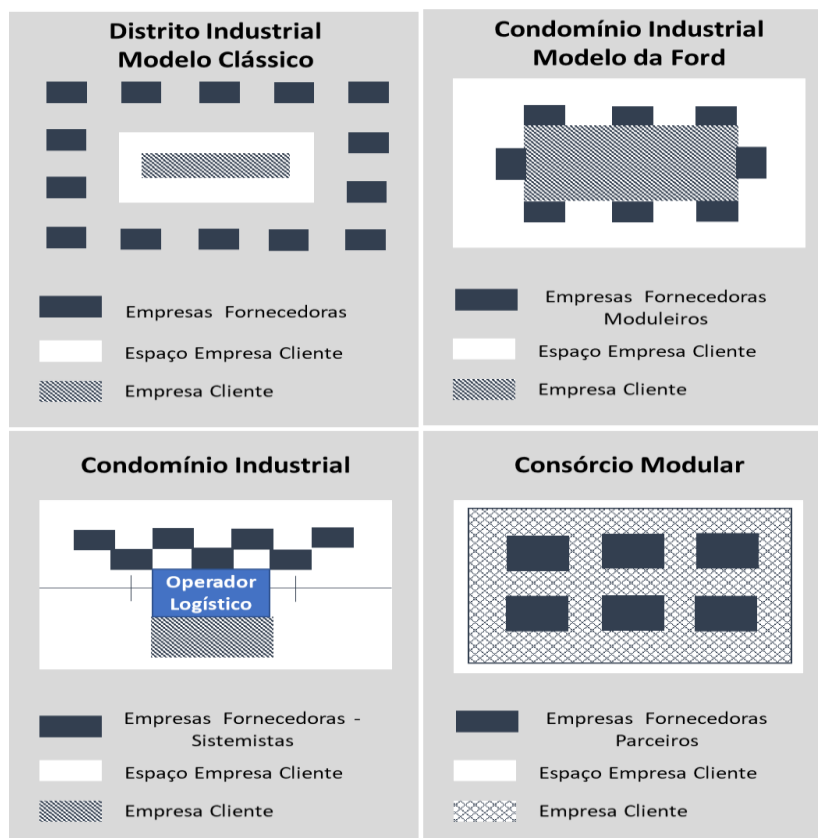 Distrito Industrial
Modelo Clássico
Empresas Fornecedoras
Espaço Empresa Cliente
Empresa Cliente
Condomínio Industrial
Modelo da Ford
Empresas Fornecedoras
Moduleiros
Espaço Empresa Cliente
Empresa Cliente
Condomínio Industrial
Operador
Logístico
Empresas Fornecedoras -
Sistemistas
Espaço Empresa Cliente
Empresa Cliente
Consórcio Modular
Empresas Fornecedoras
Parceiros
Espaço Empresa Cliente
Empresa Cliente